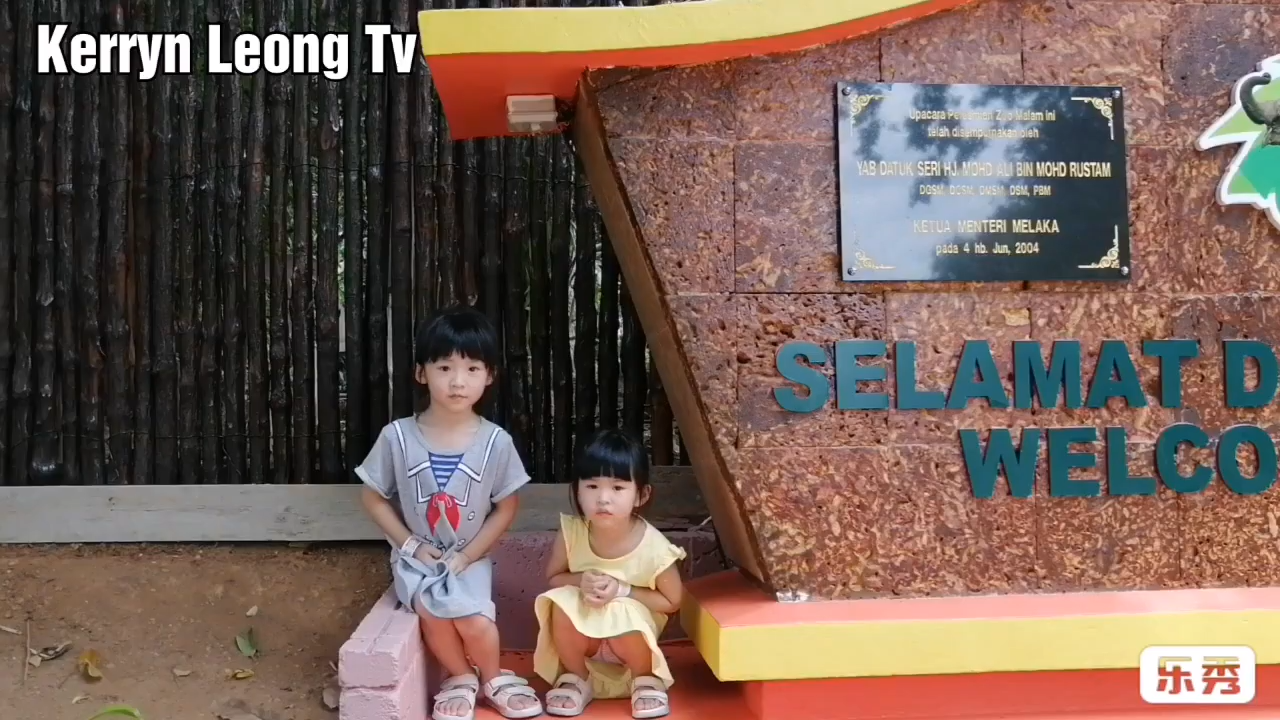 Kerryn Leong Tv
Upacara Perasmian Zoo Malam ini
telah disempurnakan oleh
YAB DATUK SERI HJ. MOHD ALI BIN MOHD RUSTAM
DGSM, DCSM, DMSM, DSM, PBM
KETUA MENTERI MELAKA
pada 4 hb. Jun, 2004
SELAMAT D
WELCO
乐秀